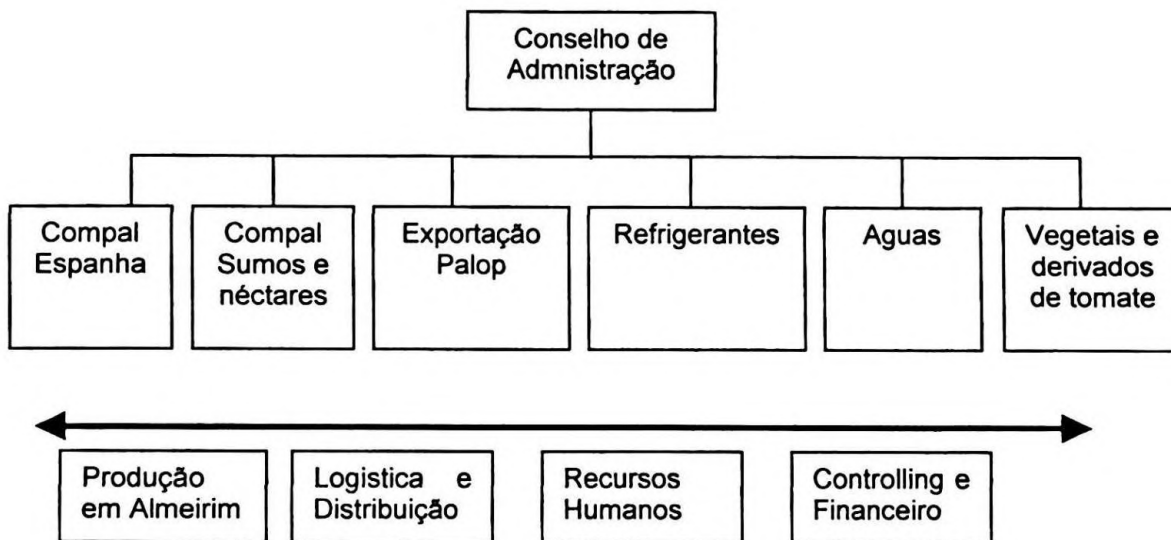 Conselho de
Admnistração
Compal
Espanha
Compal
Sumos e
néctares
Exportação
Palop
Refrigerantes
Aguas
Vegetais e
derivados
de tomate
Produção
em Almeirim
Logistica e
Distribuição
Recursos
Humanos
Controlling e
Financeiro